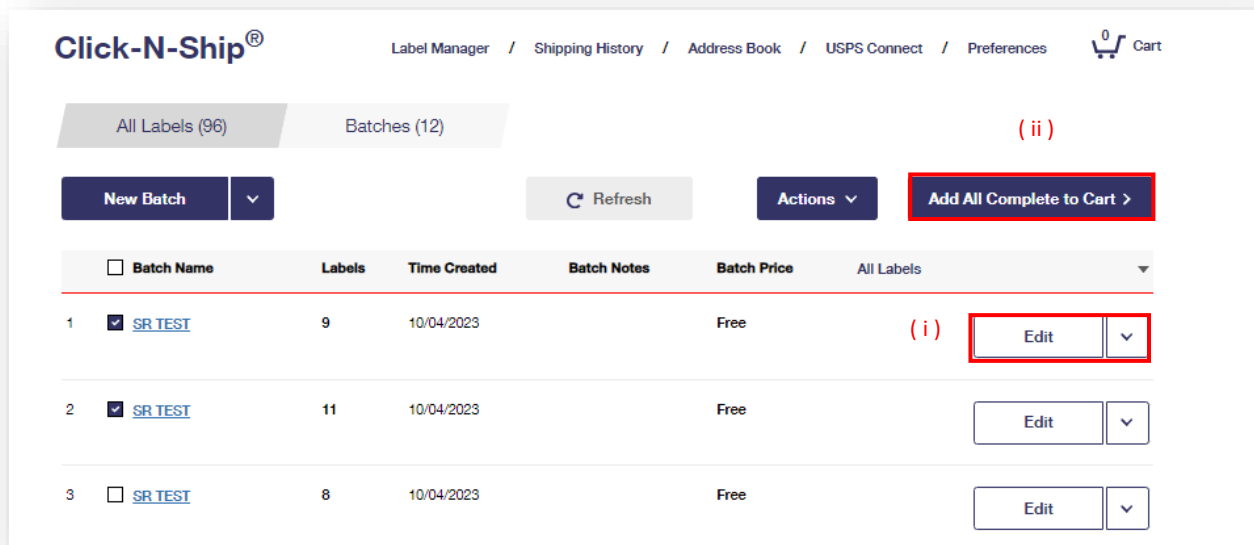 Click-N-Ship®
Label Manager / Shipping History / Address Book / USPS Connect / Preferences 0 Cart
All Labels (96) Batches (12)
( ii )
New Batch Refresh Actions Add All Complete to Cart >
Batch Name Labels Time Created Batch Notes Batch Price All Labels
1 SR TEST 9 10/04/2023 Free ( i ) Edit
2 SR TEST 11 10/04/2023 Free Edit
3 SR TEST 8 10/04/2023 Free Edit